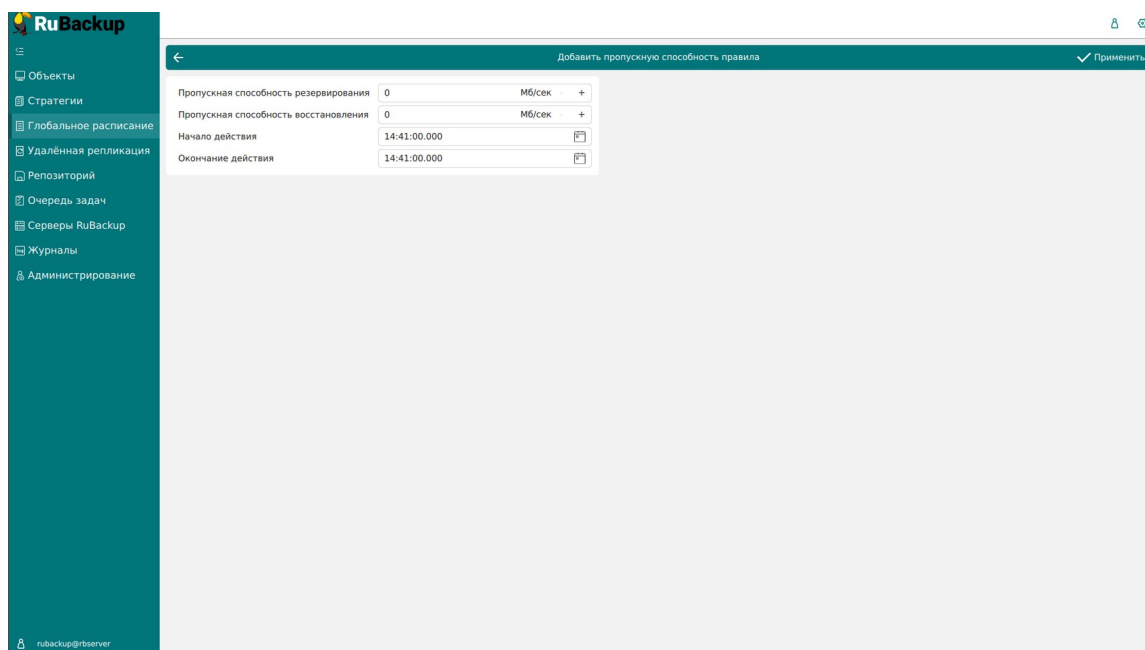 RuBackup
Добавить пропускную способность правила
Применить
Объекты
Стратегии
Глобальное расписание
Удалённая репликация
Репозиторий
Очередь задач
Серверы RuBackup
Журналы
Администрирование
Пропускная способность резервирования 0 Мб/сек - +
Пропускная способность восстановления 0 Мб/сек - +
Начало действия 14:41:00.000
Окончание действия 14:41:00.000
rubackup@rbserver